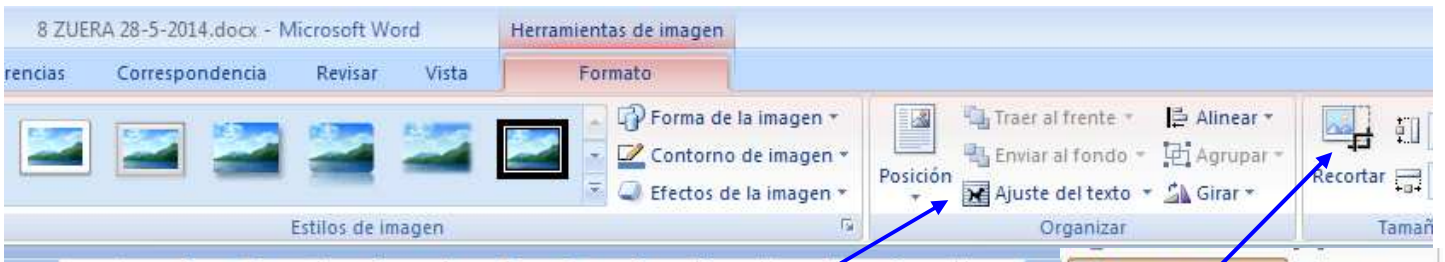 8 ZUERA 28-5-2014.docx - Microsoft Word Herramientas de imagen
rencias Correspondencia Revisar Vista Formato
Forma de la imagen
Contorno de imagen
Efectos de la imagen
Estilos de imagen
Posición
Traer al frente
Enviar al fondo
Ajuste del texto
Alinear
Agrupar
Girar
Organizar
Recortar
Tamañ